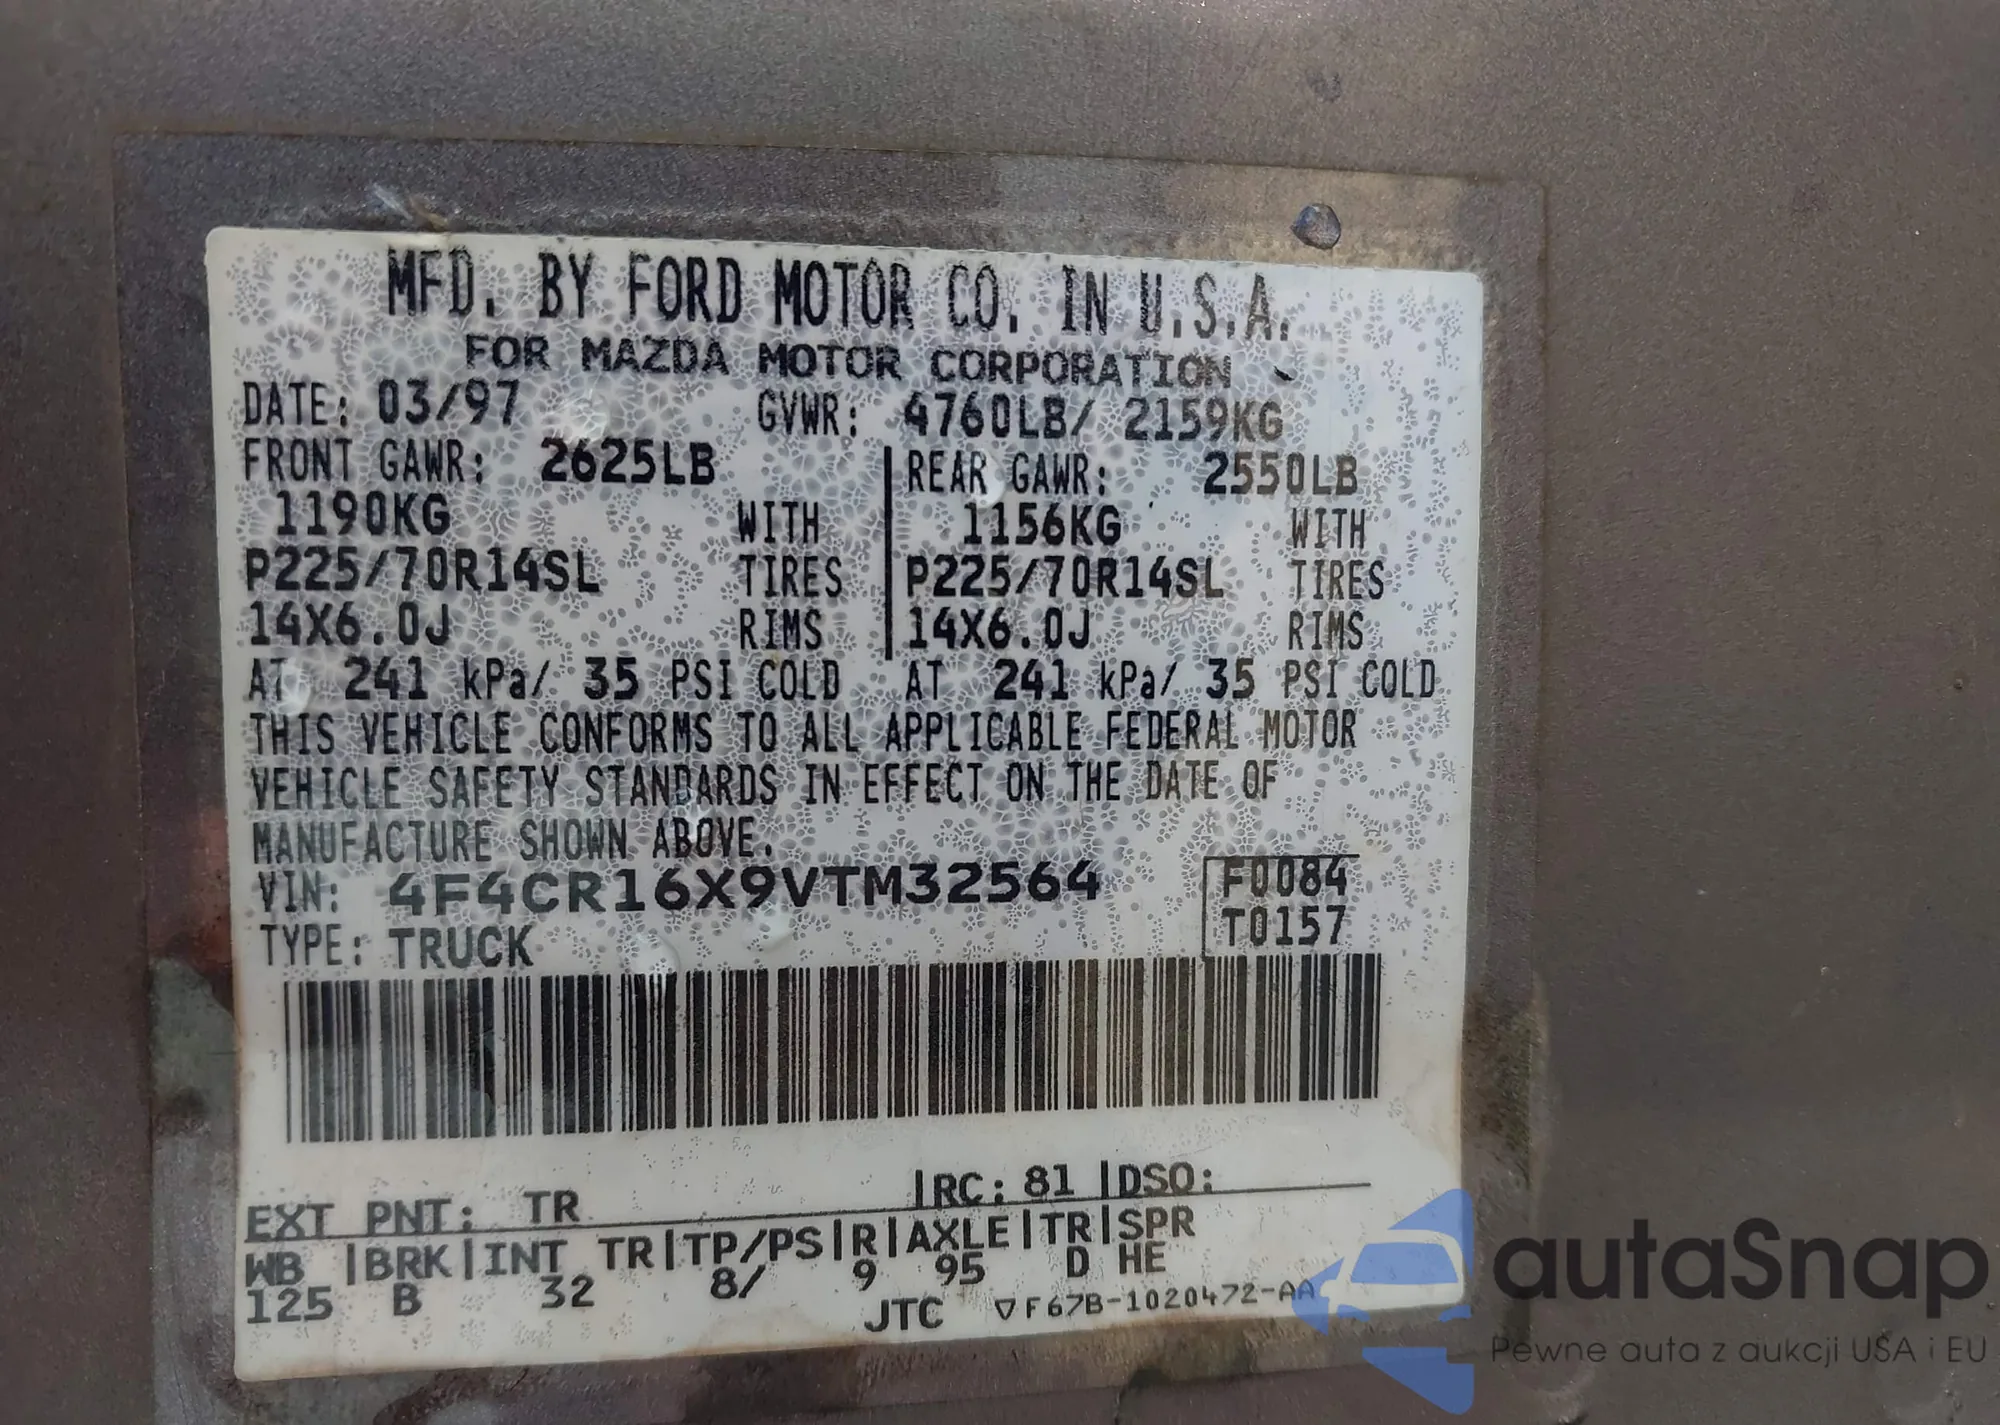 MFD. BY FORD MOTOR CO. IN U.S.A.
FOR MAZDA MOTOR CORPORATION
DATE: 03/97 GVWR: 4760LB/ 2159KG
FRONT GAWR: 2625LB REAR GAWR: 2550LB
1190KG WITH 1156KG WITH
P225/70R14SL TIRES P225/70R14SL TIRES
14X6.0J RIMS 14X6.0J RIMS
AT 241 kPa/ 35 PSI COLD AT 241 kPa/ 35 PSI COLD
THIS VEHICLE CONFORMS TO ALL APPLICABLE FEDERAL MOTOR
VEHICLE SAFETY STANDARDS IN EFFECT ON THE DATE OF
MANUFACTURE SHOWN ABOVE.
VIN: 4F4CR16X9VTM32564 F0084
TYPE: TRUCK T0157
EXT PNT: TR |RC: 81 |DSO:
WB |BRK|INT TR|TP/PS|R|AXLE|TR|SPR
125 B 32 8/ 9 95 D HE
JTC ▽F67B-1020472-AA
autaSnap
Pewne auta z aukcji USA i EU